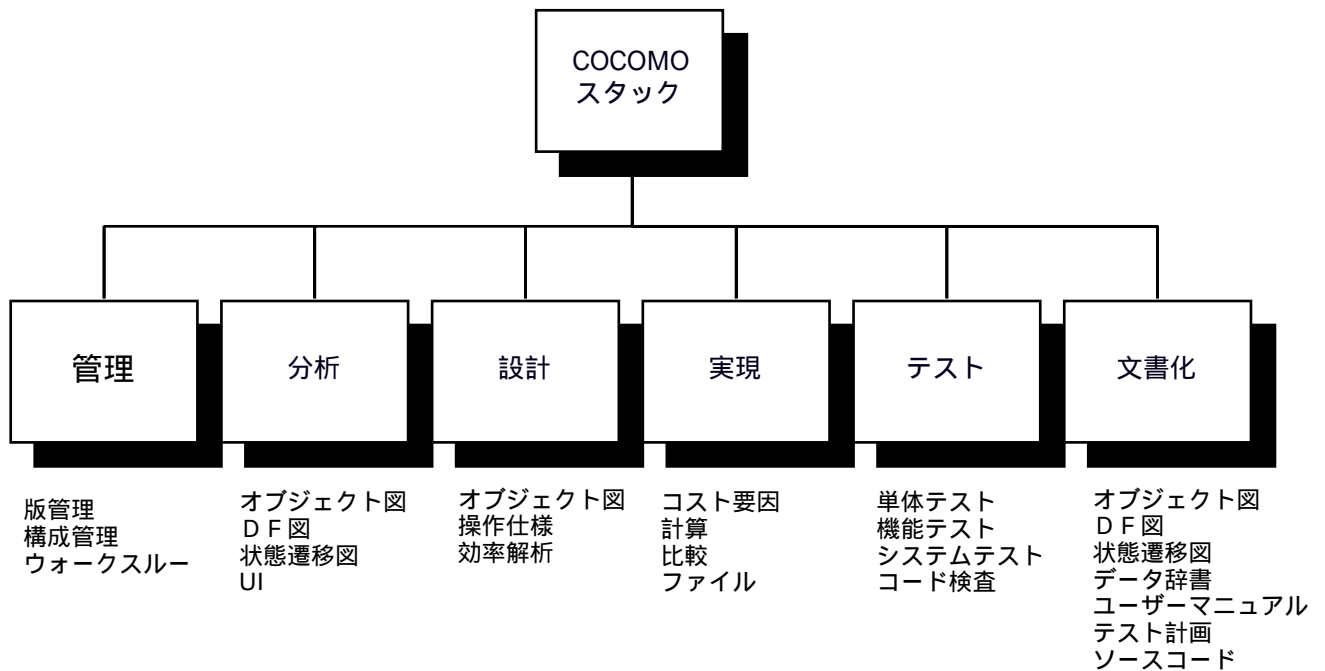 COCOMO
スタック
管理
分析
設計
実現
テスト
文書化
版管理
構成管理
ウォークスルー
オブジェクト図
ＤＦ図
状態遷移図
UI
オブジェクト図
操作仕様
効率解析
コスト要因
計算
比較
ファイル
単体テスト
機能テスト
システムテスト
コード検査
オブジェクト図
ＤＦ図
状態遷移図
データ辞書
ユーザーマニュアル
テスト計画
ソースコード